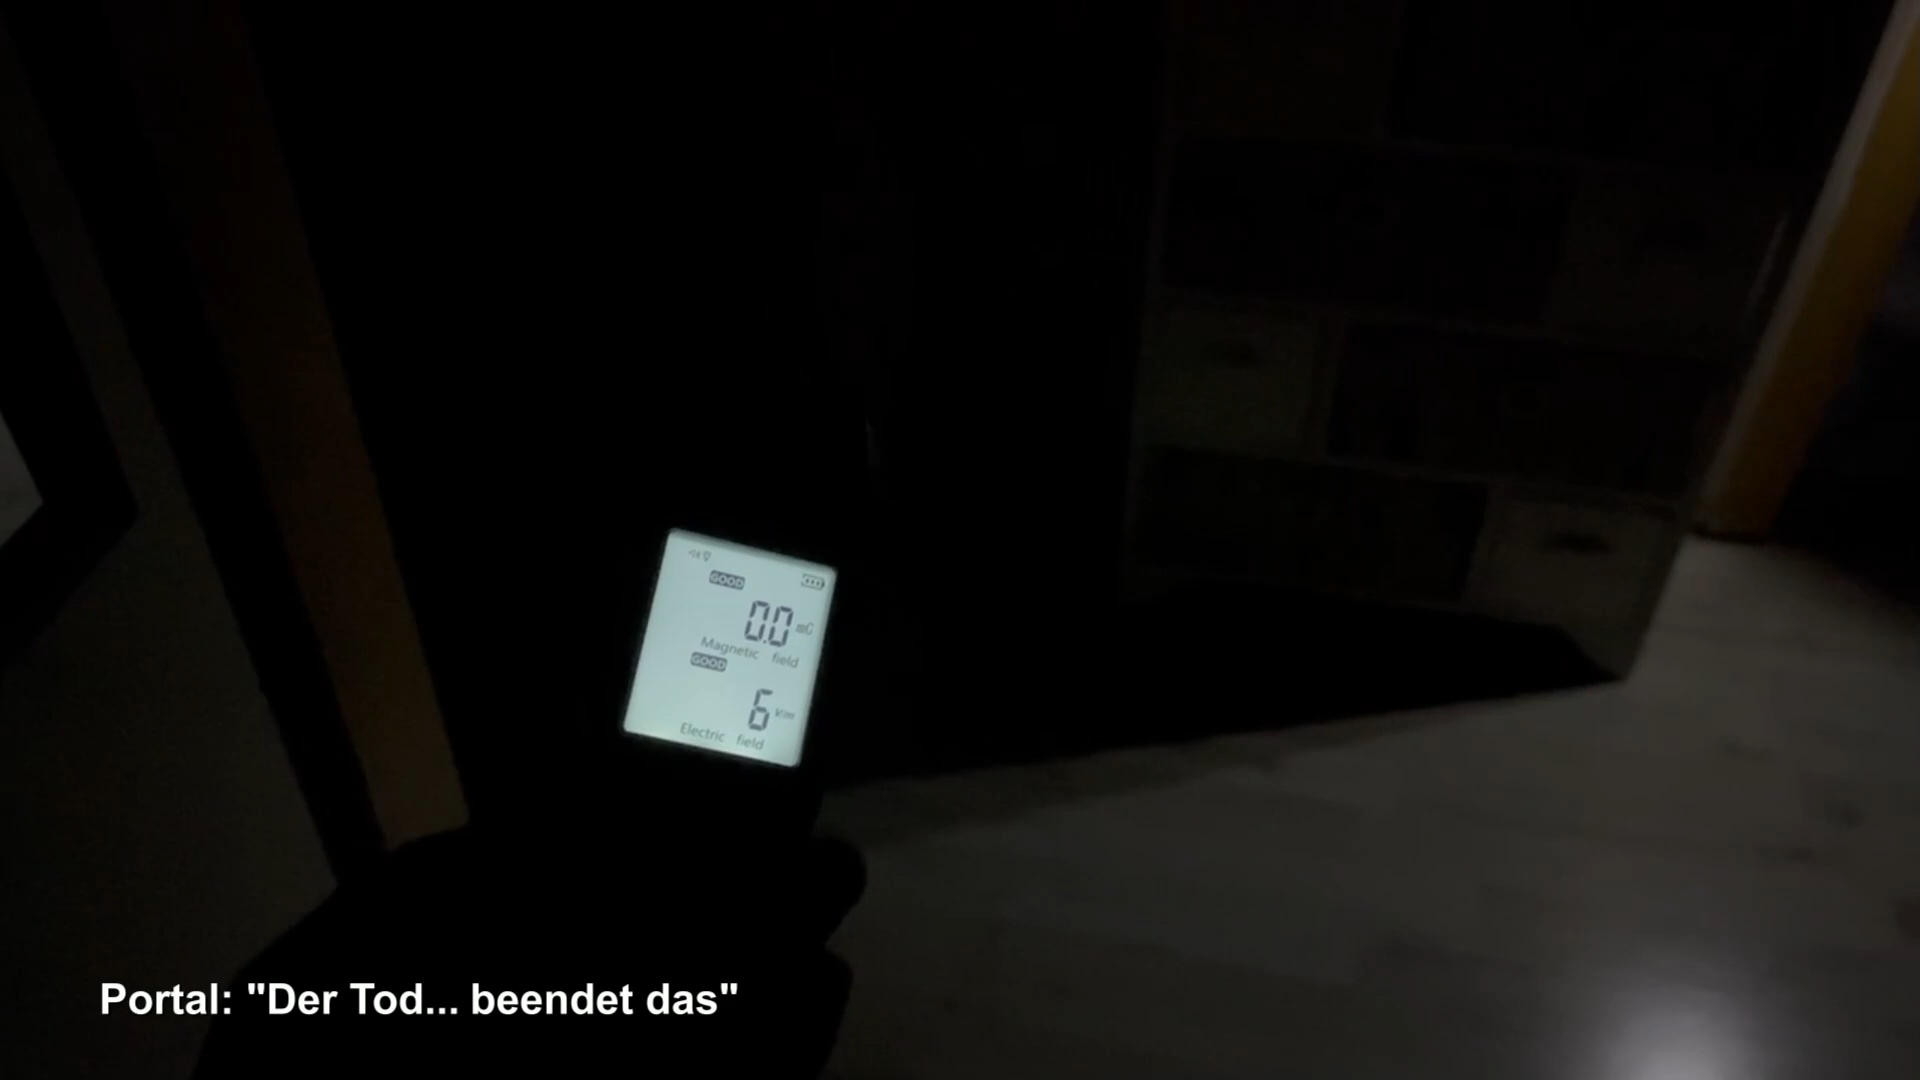 GOOD
0.0 mG
Magnetic field
GOOD
6 V/m
Electric field
Portal: "Der Tod... beendet das"